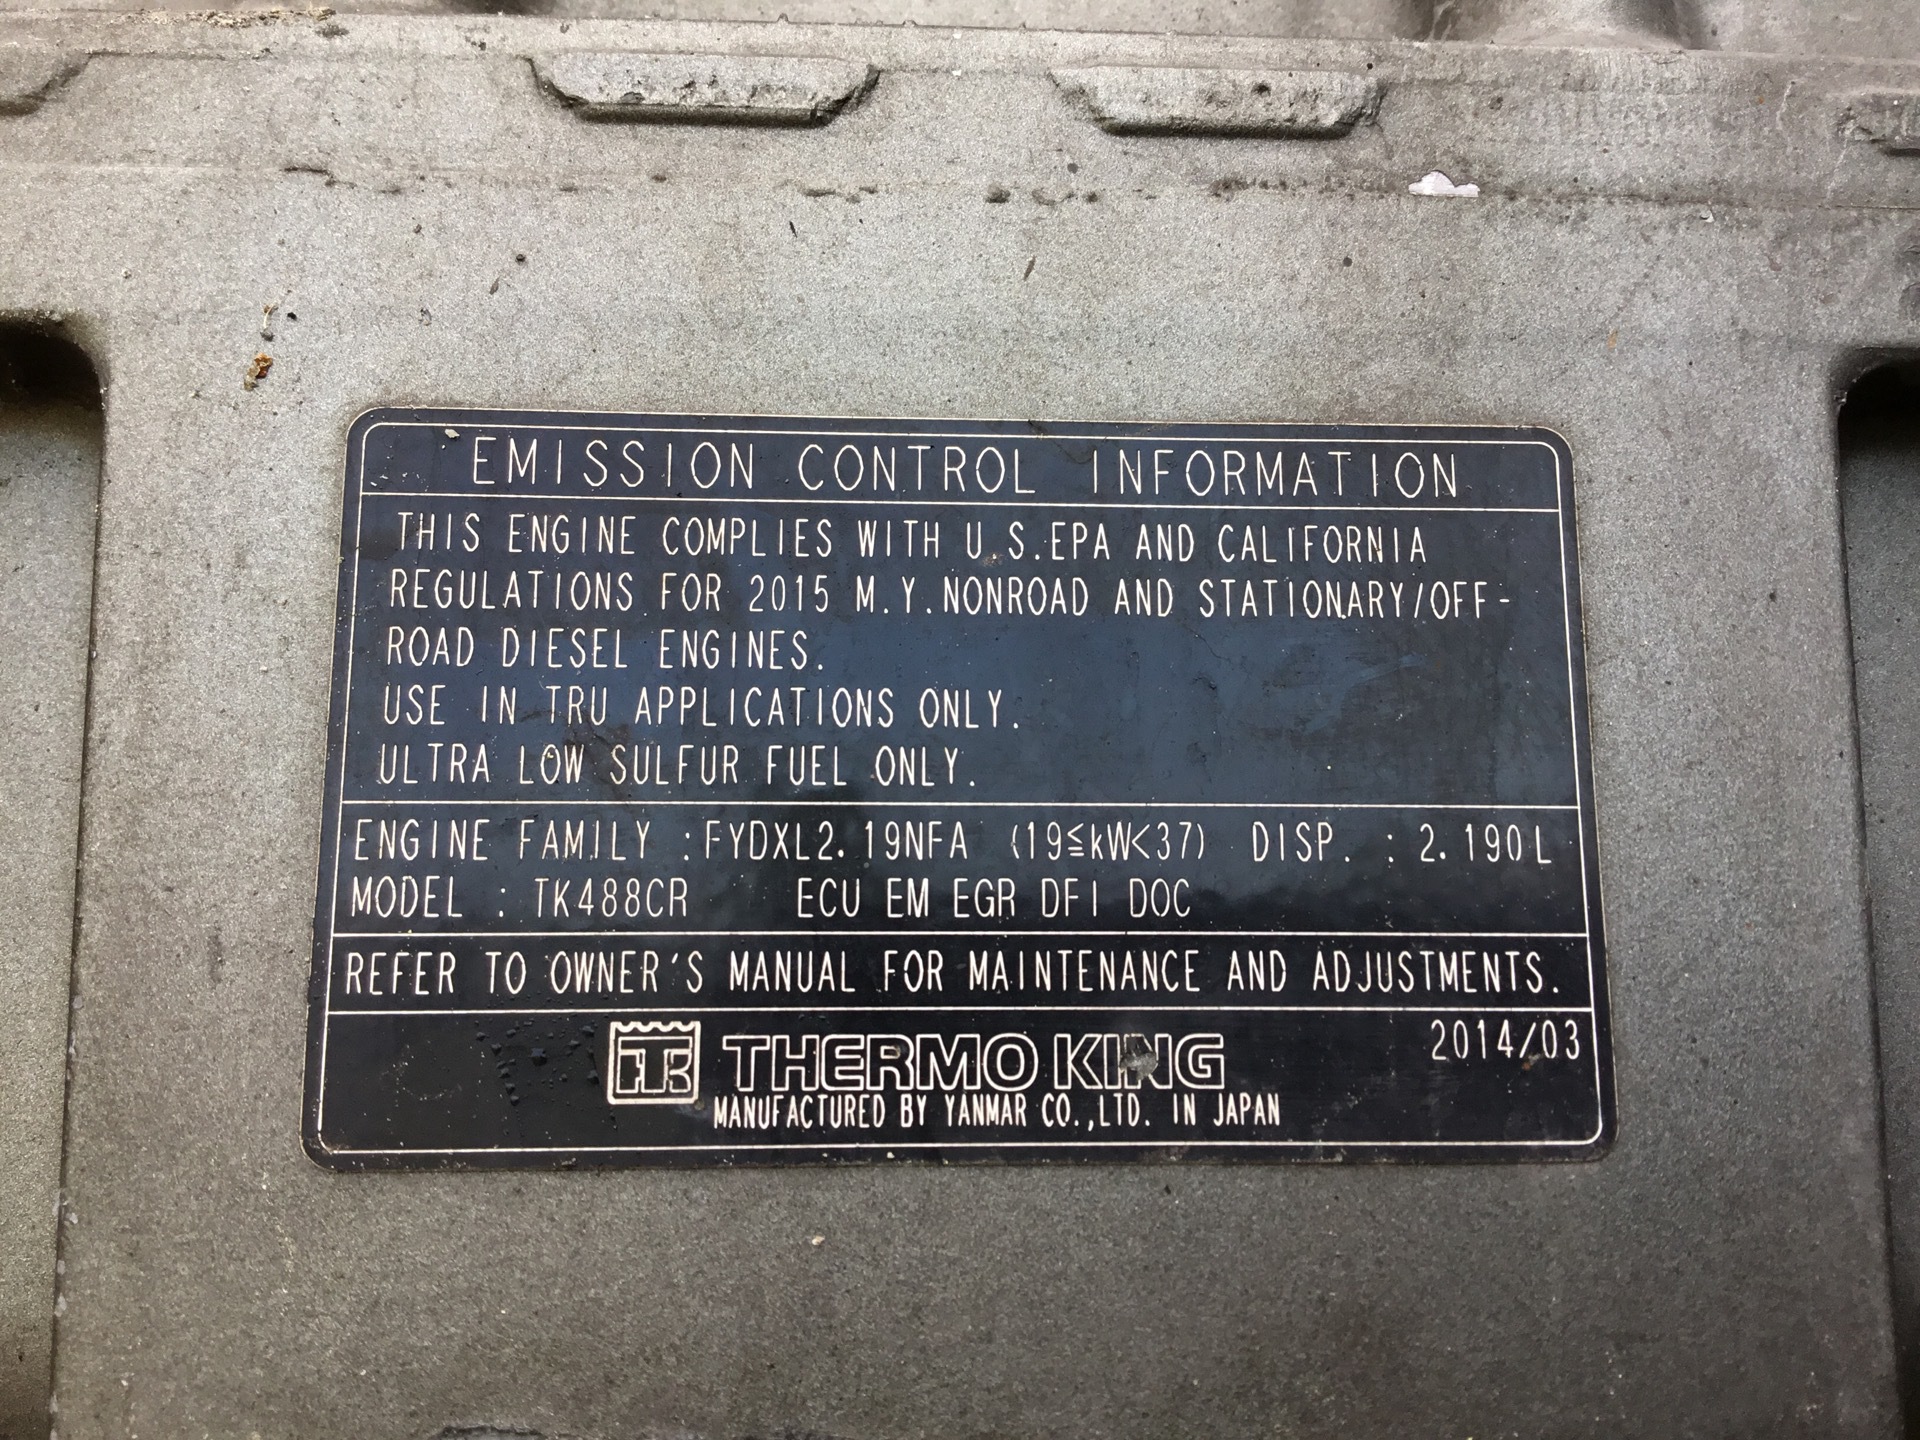 EMISSION CONTROL INFORMATION
THIS ENGINE COMPLIES WITH U.S.EPA AND CALIFORNIA
REGULATIONS FOR 2015 M.Y.NONROAD AND STATIONARY/OFF-
ROAD DIESEL ENGINES.
USE IN TRU APPLICATIONS ONLY.
ULTRA LOW SULFUR FUEL ONLY.
ENGINE FAMILY : FYDXL2.19NFA (19≦kW<37) DISP. : 2.190L
MODEL : TK488CR ECU EM EGR DFI DOC
REFER TO OWNER'S MANUAL FOR MAINTENANCE AND ADJUSTMENTS.
2014/03
TK THERMO KING
MANUFACTURED BY YANMAR CO.,LTD. IN JAPAN